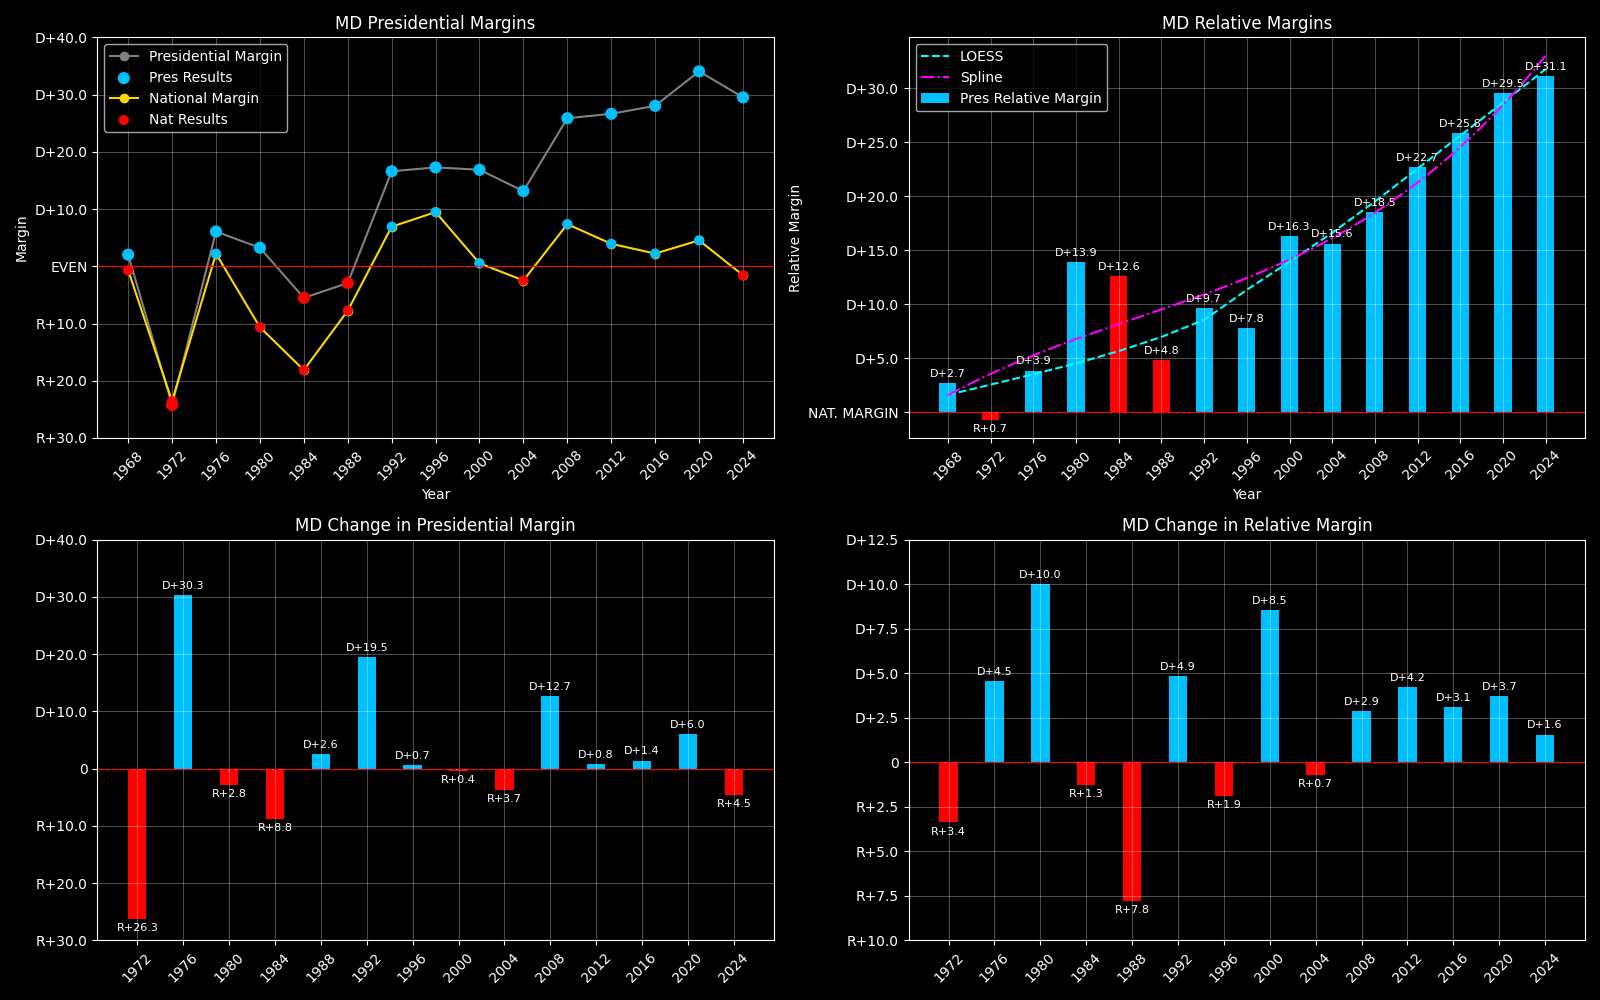 MD Presidential Margins
Margin
D+40.0
D+30.0
D+20.0
D+10.0
EVEN
R+10.0
R+20.0
R+30.0
Presidential Margin
Pres Results
National Margin
Nat Results
1968 1972 1976 1980 1984 1988 1992 1996 2000 2004 2008 2012 2016 2020 2024
Year
MD Relative Margins
Relative Margin
D+30.0
D+25.0
D+20.0
D+15.0
D+10.0
D+5.0
NAT. MARGIN
LOESS
Spline
Pres Relative Margin
D+2.7
R+0.7
D+3.9
D+13.9
D+12.6
D+4.8
D+9.7
D+7.8
D+16.3
D+15.6
D+18.5
D+22.7
D+25.8
D+29.5
D+31.1
1968 1972 1976 1980 1984 1988 1992 1996 2000 2004 2008 2012 2016 2020 2024
Year
MD Change in Presidential Margin
D+40.0
D+30.0
D+20.0
D+10.0
0
R+10.0
R+20.0
R+30.0
R+26.3
D+30.3
R+2.8
R+8.8
D+2.6
D+19.5
D+0.7
R+0.4
R+3.7
D+12.7
D+0.8
D+1.4
D+6.0
R+4.5
1972 1976 1980 1984 1988 1992 1996 2000 2004 2008 2012 2016 2020 2024
MD Change in Relative Margin
D+12.5
D+10.0
D+7.5
D+5.0
D+2.5
0
R+2.5
R+5.0
R+7.5
R+10.0
R+3.4
D+4.5
D+10.0
R+1.3
R+7.8
D+4.9
R+1.9
D+8.5
R+0.7
D+2.9
D+4.2
D+3.1
D+3.7
D+1.6
1972 1976 1980 1984 1988 1992 1996 2000 2004 2008 2012 2016 2020 2024